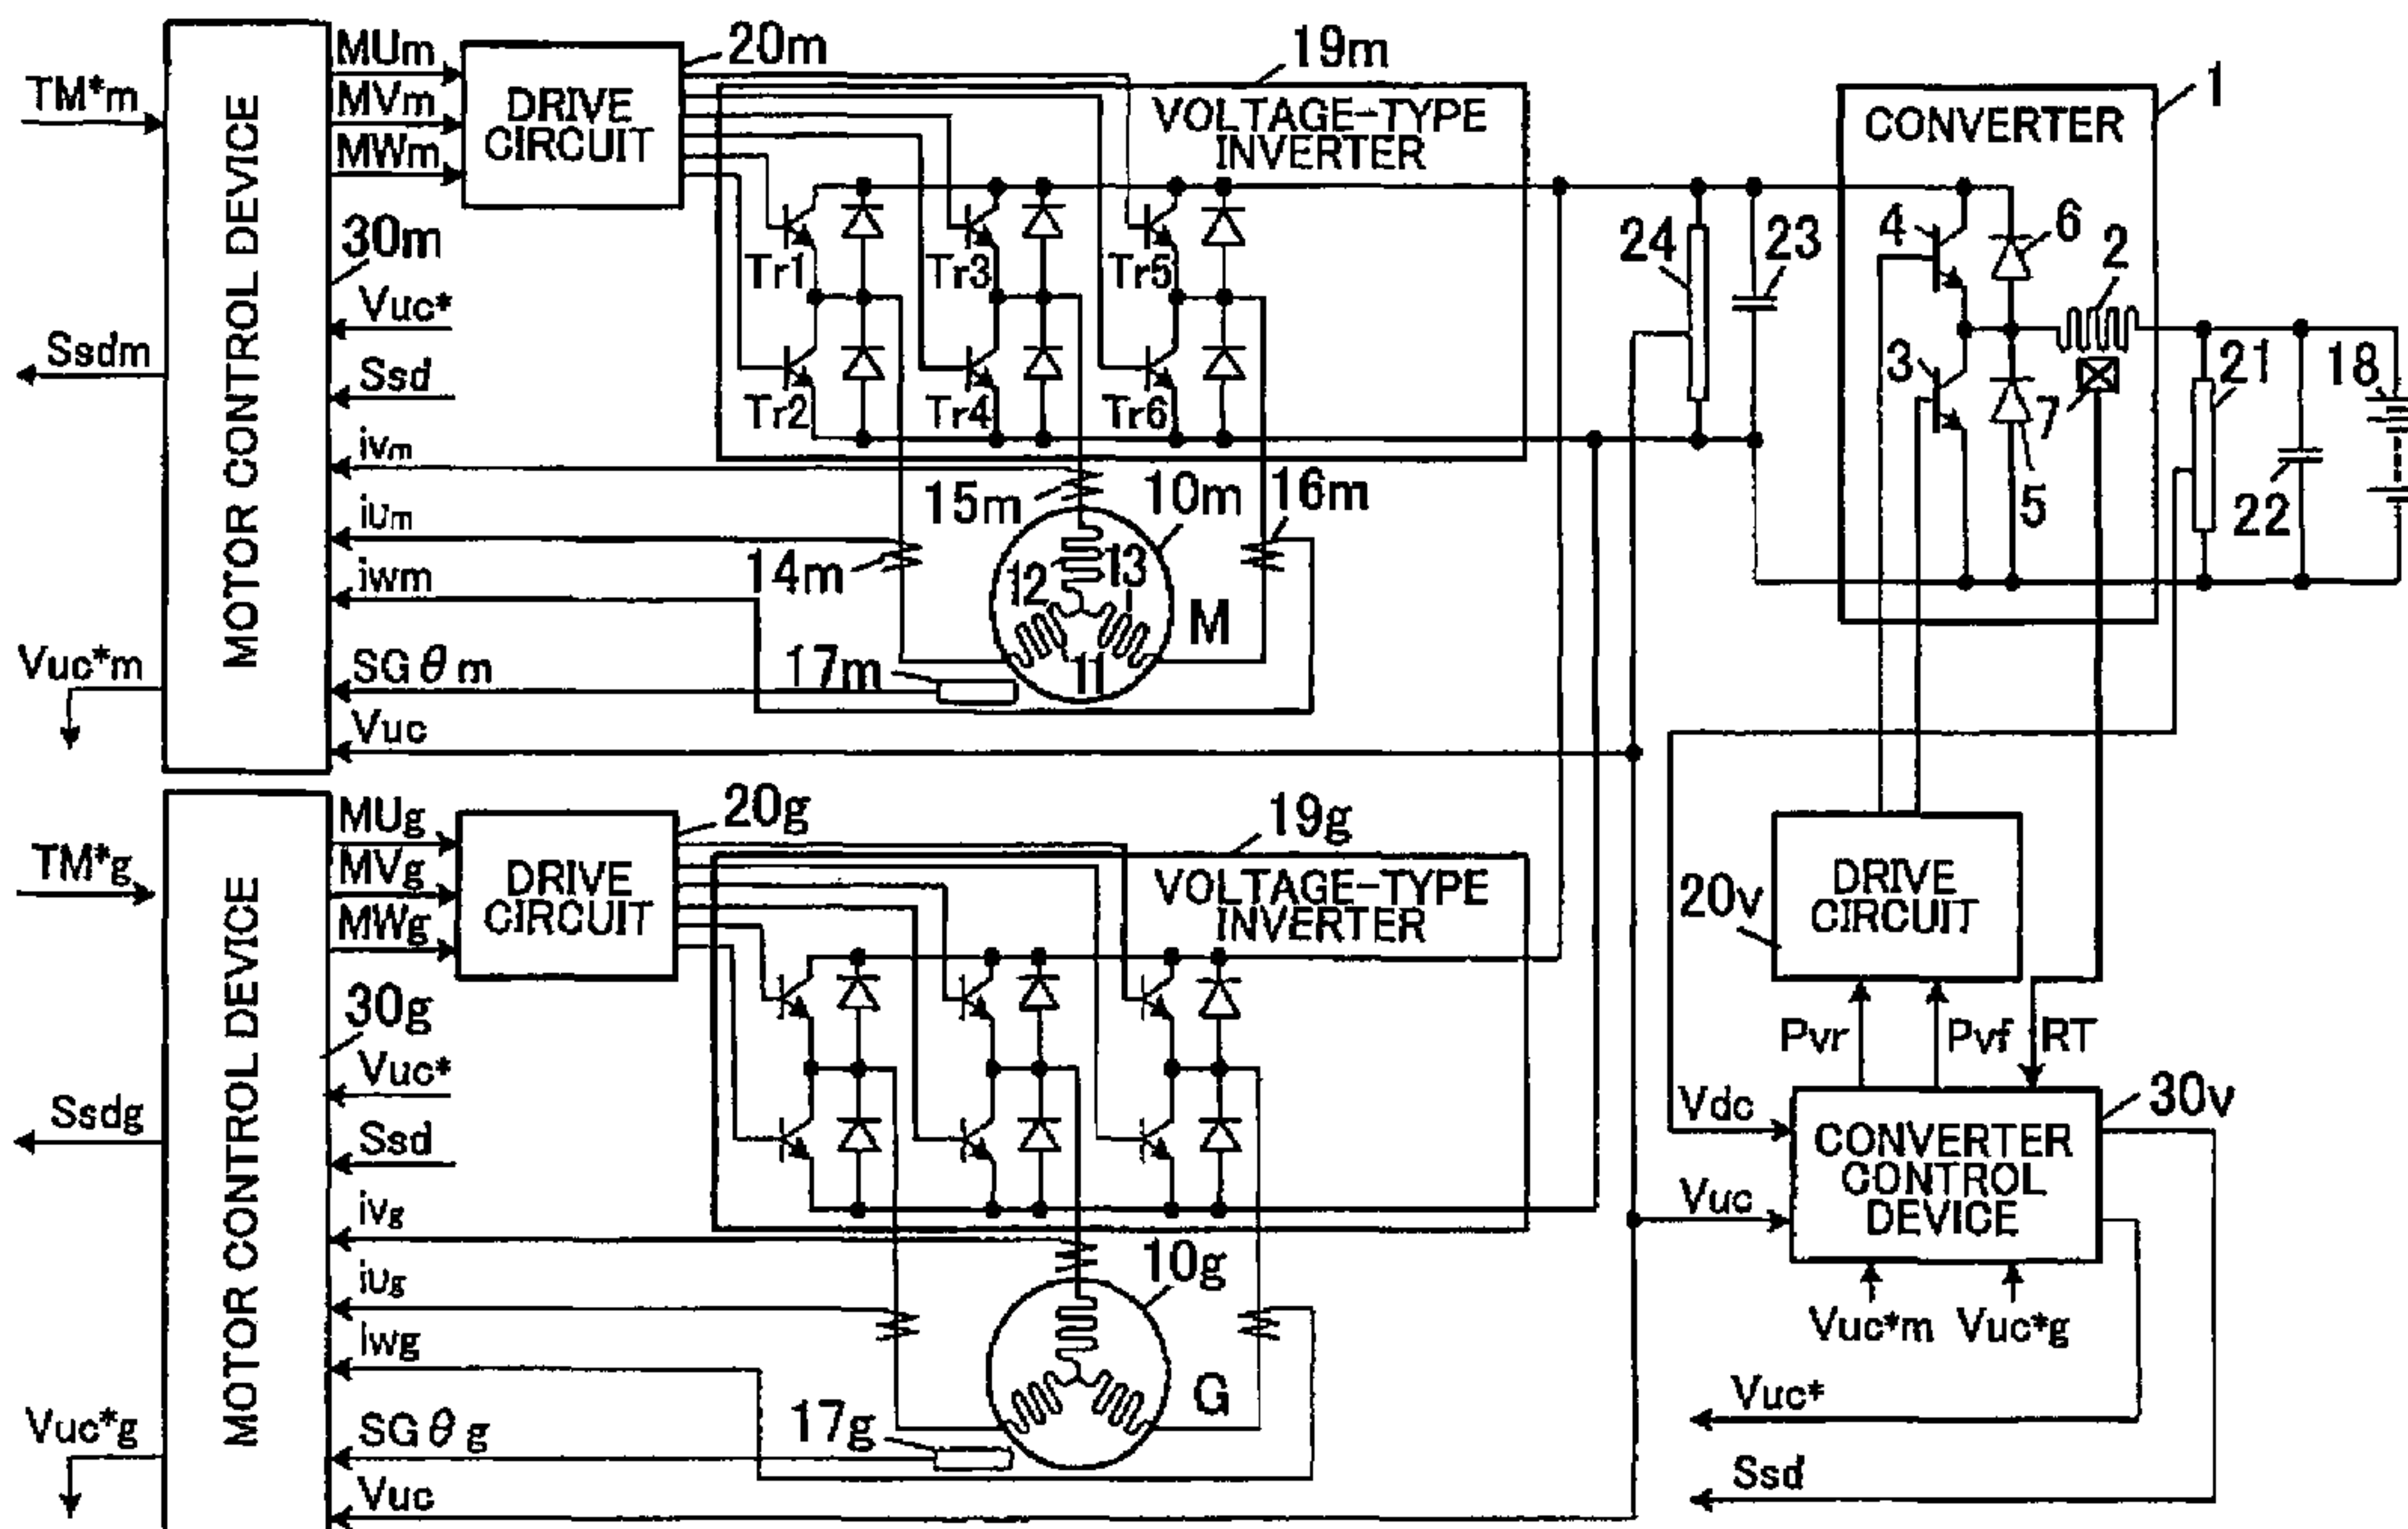 MUm
20m
19m
1
TM*m
MVm
DRIVE
CIRCUIT
VOLTAGE-TYPE
INVERTER
CONVERTER
MWm
MOTOR CONTROL DEVICE
30m
Tr1
Tr3
Tr5
24
23
4
6
2
Vuc*
Ssdm
Ssd
Tr2
Tr4
Tr6
3
7
21
18
ivm
15m
10m
16m
5
22
ium
14m
12
13
iwm
M
Vuc*m
SGθm
17m
11
Vuc
MUg
20g
19g
TM*g
MVg
DRIVE
CIRCUIT
VOLTAGE-TYPE
INVERTER
20v
DRIVE
CIRCUIT
MWg
MOTOR CONTROL DEVICE
30g
Pvr
Pvf
RT
Vuc*
Ssdg
Ssd
Vdc
30v
CONVERTER
CONTROL
DEVICE
Vuc
ivg
iug
10g
Vuc*m
Vuc*g
iwg
G
Vuc*
Vuc*g
SGθg
17g
Ssd
Vuc